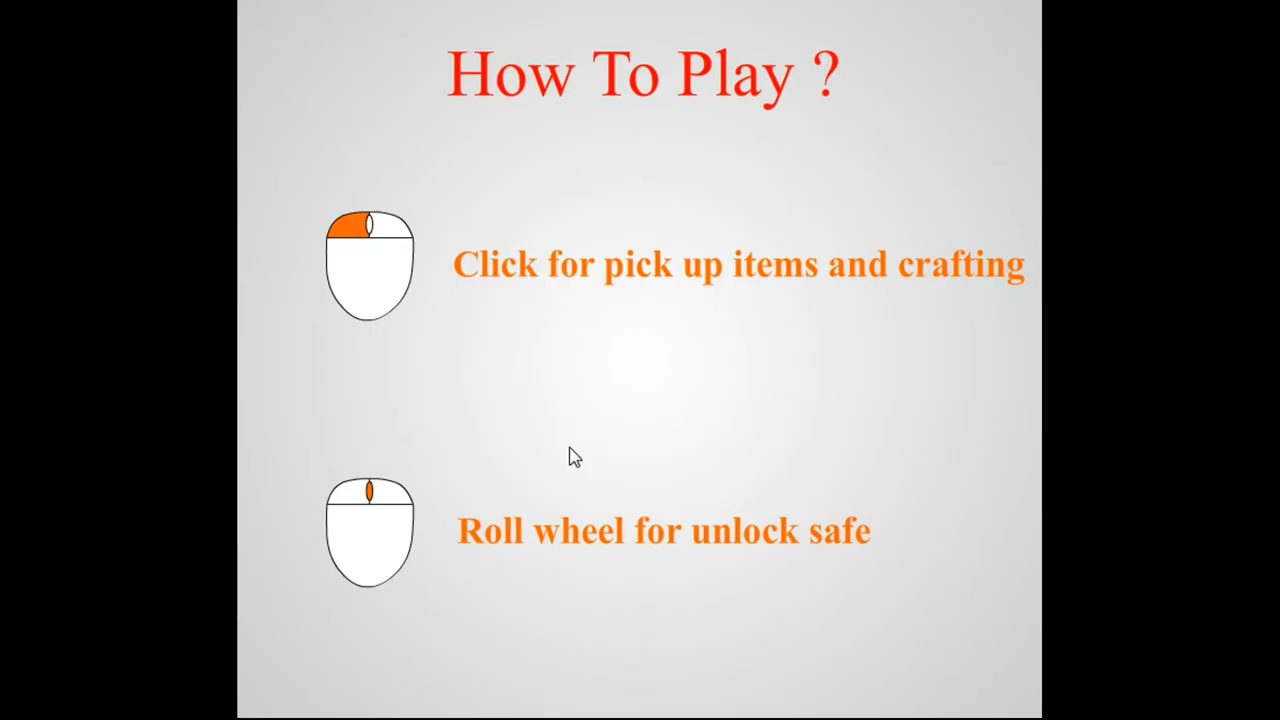 How To Play ?
Click for pick up items and crafting
Roll wheel for unlock safe